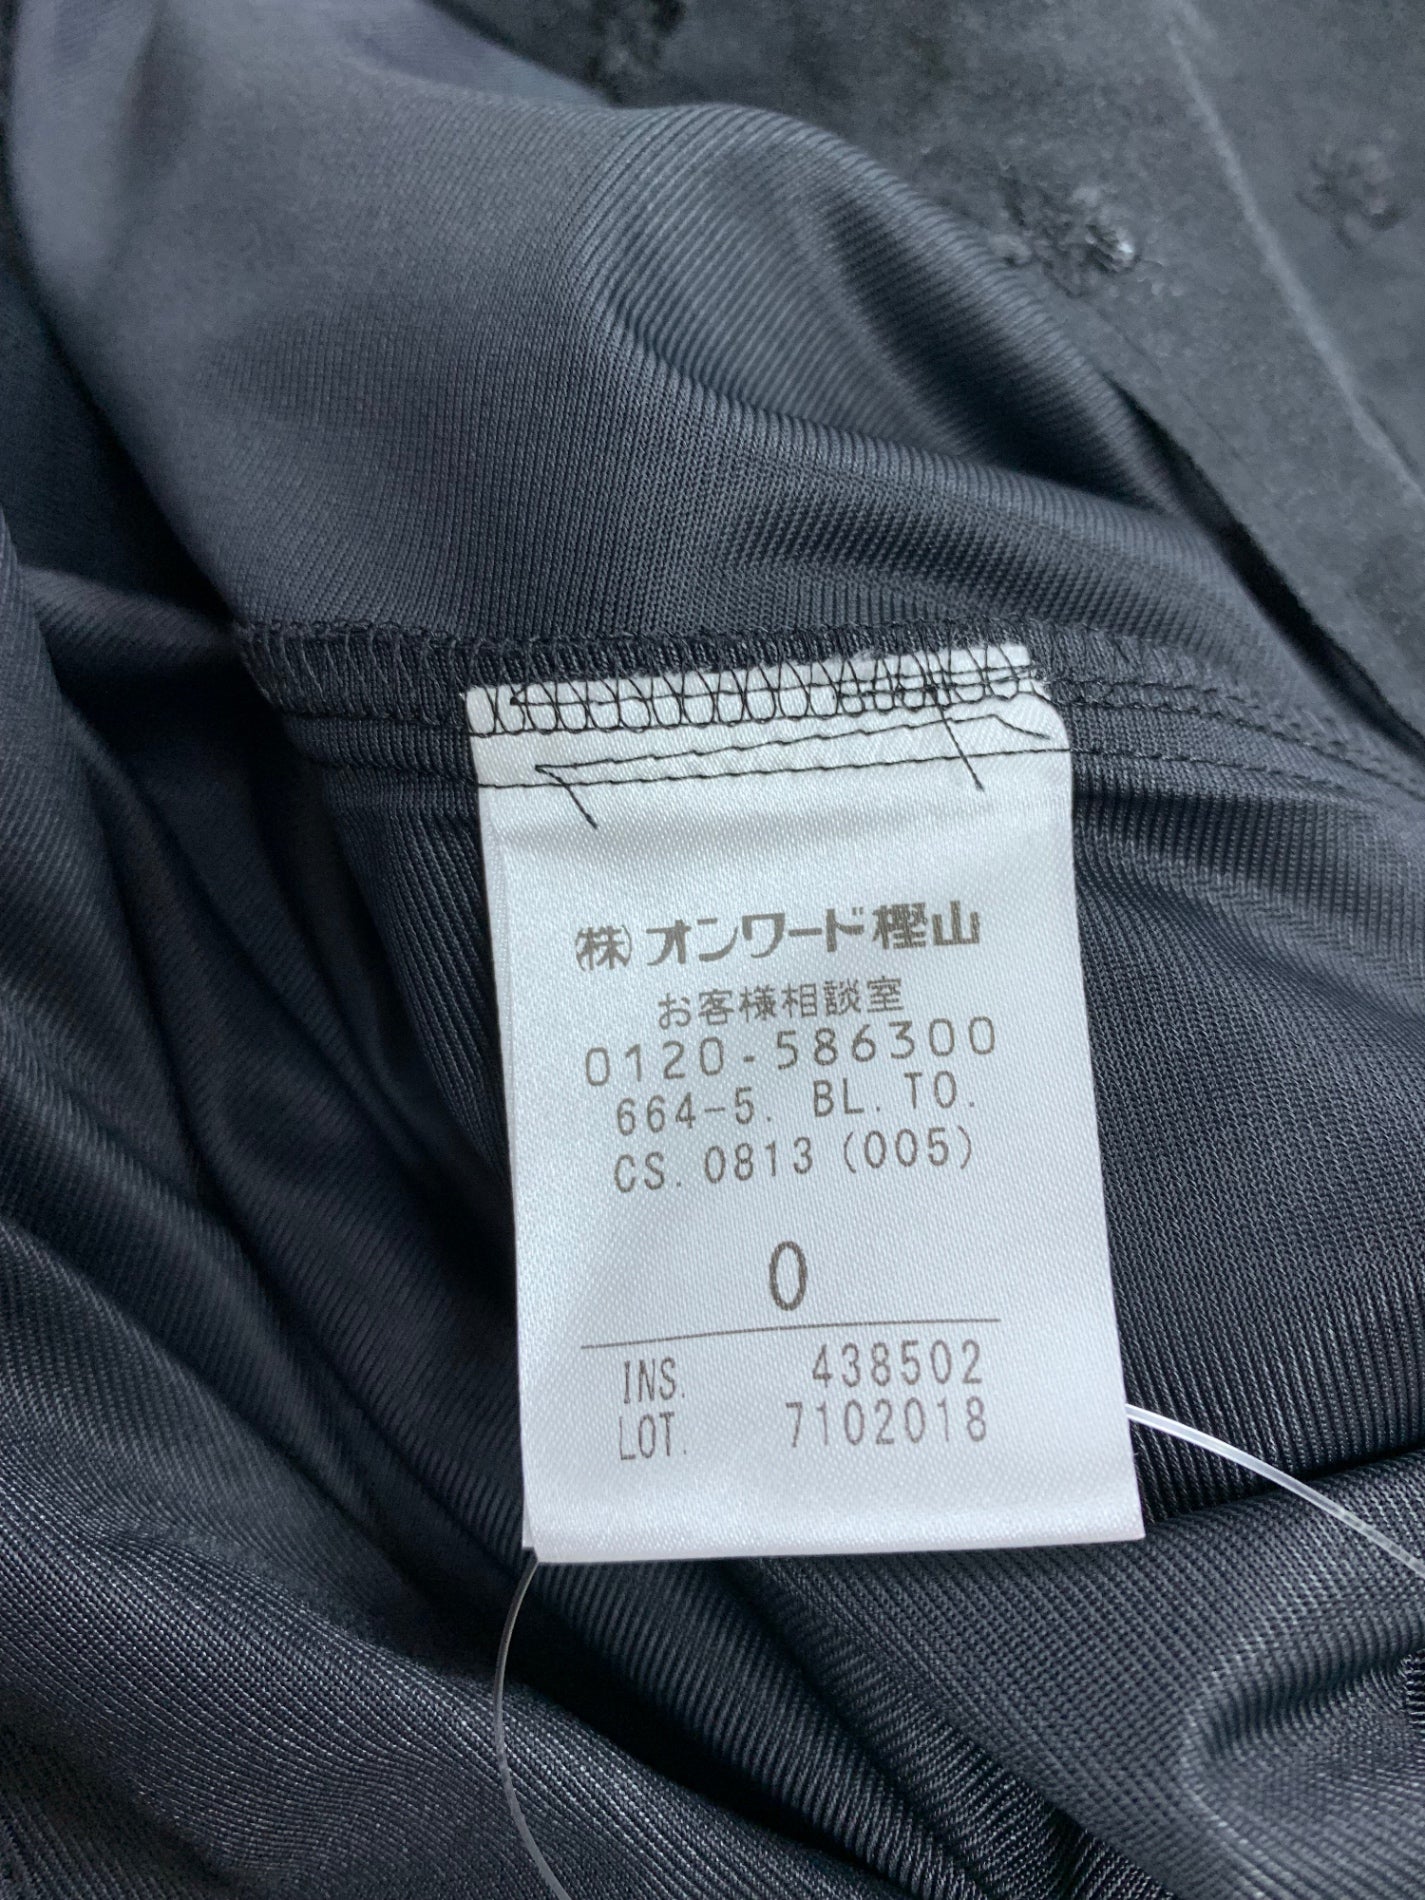 (株)オンワード樫山
お客様相談室
0120-586300
664-5. BL. TO.
CS. 0813 (005)
0
INS. 438502
LOT. 7102018